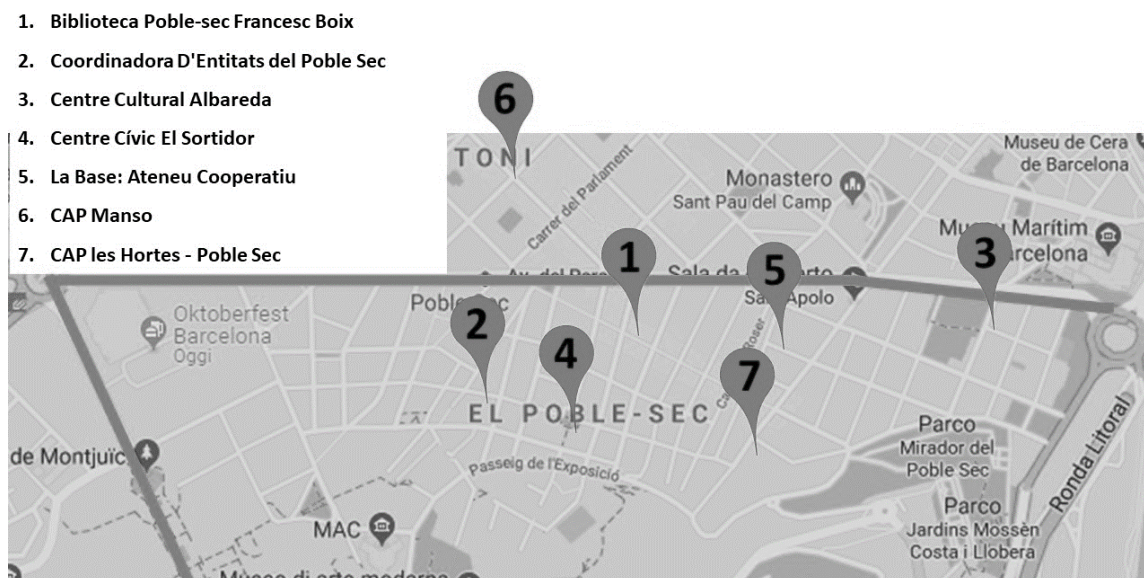 1. Biblioteca Poble-sec Francesc Boix
2. Coordinadora D'Entitats del Poble Sec
3. Centre Cultural Albareda
4. Centre Cívic El Sortidor
5. La Base: Ateneu Cooperatiu
6. CAP Manso
7. CAP les Hortes - Poble Sec
6
TONI
Carrer del Parlament
Museu de Cera
de Barcelona
Monastero
Sant Pau del Camp
Marítim
1
5
3
Sala
2
4
7
Oktoberfest
Barcelona
Oggi
EL POBLE-SEC
Passeig de l'Exposició
de Montjuïc
Parco
Mirador del
Poble Sec
Ronda Litoral
Parco
Jardins Mossèn
Costa i Llobera
MAC